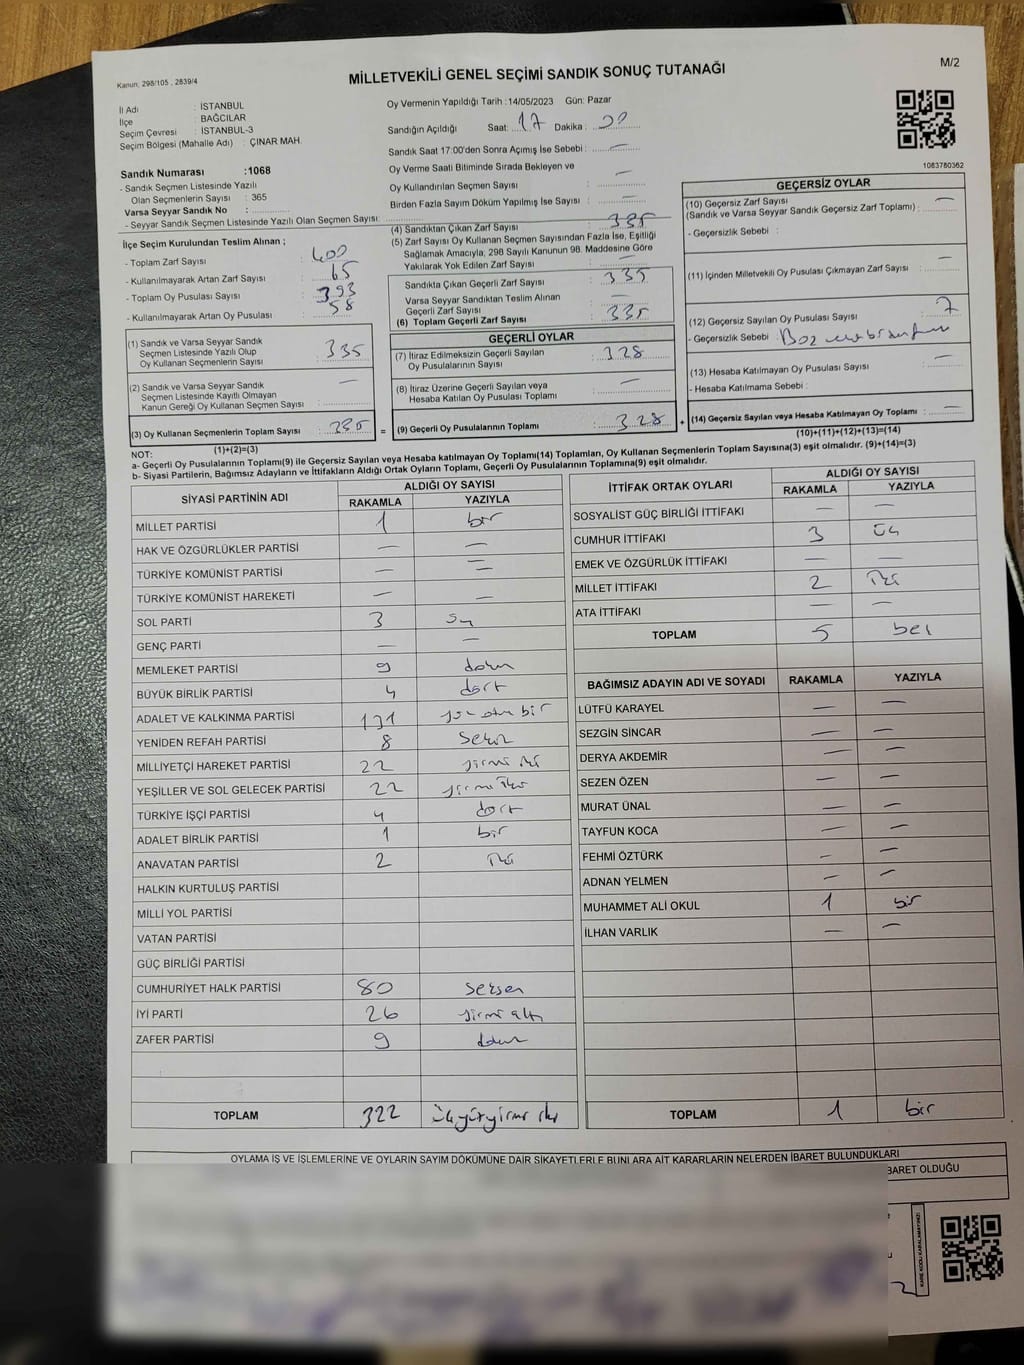 Kanun, 298/105 , 2839/4
MİLLETVEKİLİ GENEL SEÇİMİ SANDIK SONUÇ TUTANAĞI
M/2
İl Adı : İSTANBUL
İlçe : BAĞCILAR
Seçim Çevresi : İSTANBUL-3
Seçim Bölgesi (Mahalle Adı) : ÇINAR MAH.
Oy Vermenin Yapıldığı Tarih : 14/05/2023 Gün: Pazar
Sandığın Açıldığı Saat: 17 Dakika :
Sandık Saat 17:00'den Sonra Açımış İse Sebebi : —
Oy Verme Saati Bitiminde Sırada Bekleyen ve
Oy Kullandırılan Seçmen Sayısı : —
Birden Fazla Sayım Döküm Yapılmış İse Sayısı : —
1083780362
Sandık Numarası :1068
- Sandık Seçmen Listesinde Yazılı
Olan Seçmenlerin Sayısı : 365
Varsa Seyyar Sandık No :
- Seyyar Sandık Seçmen Listesinde Yazılı Olan Seçmen Sayısı:
İlçe Seçim Kurulundan Teslim Alınan ;
- Toplam Zarf Sayısı : 400
- Kullanılmayarak Artan Zarf Sayısı : 65
- Toplam Oy Pusulası Sayısı : 393
- Kullanılmayarak Artan Oy Pusulası : 58
(1) Sandık ve Varsa Seyyar Sandık
Seçmen Listesinde Yazılı Olup
Oy Kullanan Seçmenlerin Sayısı : 335
(2) Sandık ve Varsa Seyyar Sandık
Seçmen Listesinde Kayıtlı Olmayan
Kanun Gereği Oy Kullanan Seçmen Sayısı : —
(3) Oy Kullanan Seçmenlerin Toplam Sayısı : 335
(1)+(2)=(3)
(4) Sandıktan Çıkan Zarf Sayısı : 335
(5) Zarf Sayısı Oy Kullanan Seçmen Sayısından Fazla İse, Eşitliği
Sağlamak Amacıyla, 298 Sayılı Kanunun 98. Maddesine Göre
Yakılarak Yok Edilen Zarf Sayısı : —
Sandıkta Çıkan Geçerli Zarf Sayısı : 335
Varsa Seyyar Sandıktan Teslim Alınan
Geçerli Zarf Sayısı : —
(6) Toplam Geçerli Zarf Sayısı : 335
GEÇERLİ OYLAR
(7) İtiraz Edilmeksizin Geçerli Sayılan
Oy Pusulalarının Sayısı : 328
(8) İtiraz Üzerine Geçerli Sayılan veya
Hesaba Katılan Oy Pusulası Toplamı : —
= (9) Geçerli Oy Pusulalarının Toplamı : 328
GEÇERSİZ OYLAR
(10) Geçersiz Zarf Sayısı
(Sandık ve Varsa Seyyar Sandık Geçersiz Zarf Toplamı) : —
- Geçersizlik Sebebi :
(11) İçinden Milletvekili Oy Pusulası Çıkmayan Zarf Sayısı : —
(12) Geçersiz Sayılan Oy Pusulası Sayısı : 7
- Geçersizlik Sebebi :
(13) Hesaba Katılmayan Oy Pusulası Sayısı : —
- Hesaba Katılmama Sebebi :
+ (14) Geçersiz Sayılan veya Hesaba Katılmayan Oy Toplamı : —
(10)+(11)+(12)+(13)=(14)
NOT:
a- Geçerli Oy Pusulalarının Toplamı(9) ile Geçersiz Sayılan veya Hesaba katılmayan Oy Toplamı(14) Toplamları, Oy Kullanan Seçmenlerin Toplam Sayısına(3) eşit olmalıdır. (9)+(14)=(3)
b- Siyasi Partilerin, Bağımsız Adayların ve İttifakların Aldığı Ortak Oyların Toplamı, Geçerli Oy Pusulalarının Toplamına(9) eşit olmalıdır.
SİYASİ PARTİNİN ADI ALDIĞI OY SAYISI
RAKAMLA YAZIYLA
MİLLET PARTİSİ 1 bir
HAK VE ÖZGÜRLÜKLER PARTİSİ — —
TÜRKİYE KOMÜNİST PARTİSİ — —
TÜRKİYE KOMÜNİST HAREKETİ — —
SOL PARTİ 3 üç
GENÇ PARTİ — —
MEMLEKET PARTİSİ 9 dokuz
BÜYÜK BİRLİK PARTİSİ 4 dört
ADALET VE KALKINMA PARTİSİ 131 yüz otuz bir
YENİDEN REFAH PARTİSİ 8 sekiz
MİLLİYETÇİ HAREKET PARTİSİ 22 yirmi iki
YEŞİLLER VE SOL GELECEK PARTİSİ 22 yirmi iki
TÜRKİYE İŞÇİ PARTİSİ 4 dört
ADALET BİRLİK PARTİSİ 1 bir
ANAVATAN PARTİSİ 2 iki
HALKIN KURTULUŞ PARTİSİ
MİLLİ YOL PARTİSİ
VATAN PARTİSİ
GÜÇ BİRLİĞİ PARTİSİ
CUMHURİYET HALK PARTİSİ 80 seksen
İYİ PARTİ 26 yirmi altı
ZAFER PARTİSİ 9 dokuz
TOPLAM 322 üçyüzyirmi iki
İTTİFAK ORTAK OYLARI ALDIĞI OY SAYISI
RAKAMLA YAZIYLA
SOSYALİST GÜÇ BİRLİĞİ İTTİFAKI — —
CUMHUR İTTİFAKI 3 üç
EMEK VE ÖZGÜRLÜK İTTİFAKI — —
MİLLET İTTİFAKI 2 iki
ATA İTTİFAKI — —
TOPLAM 5 beş
BAĞIMSIZ ADAYIN ADI VE SOYADI RAKAMLA YAZIYLA
LÜTFÜ KARAYEL — —
SEZGİN SİNCAR — —
DERYA AKDEMİR — —
SEZEN ÖZEN — —
MURAT ÜNAL — —
TAYFUN KOCA — —
FEHMİ ÖZTÜRK — —
ADNAN YELMEN — —
MUHAMMET ALİ OKUL 1 bir
İLHAN VARLIK — —
TOPLAM 1 bir
OYLAMA İŞ VE İŞLEMLERİNE VE OYLARIN SAYIM DÖKÜMÜNE DAİR ŞİKAYETLERLE BUNLARA AİT KARARLARIN NELERDEN İBARET BULUNDUKLARI
BARET OLDUĞU
KARE KODU KARALAMAYINIZ!